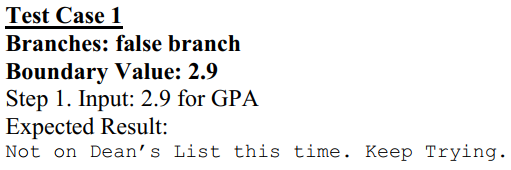 Test Case 1
Branches: false branch
Boundary Value: 2.9
Step 1. Input: 2.9 for GPA
Expected Result:
Not on Dean’s List this time. Keep Trying.